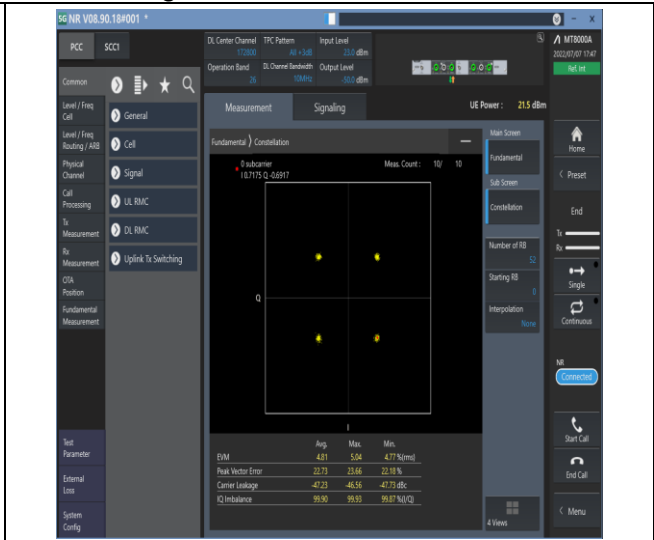 SG NR V08.90.18#001 *
PCC SCC1
DL Center Channel TPC Pattern Input Level
172800 All +3dB 23.0 dBm
Operation Band DL Channel Bandwidth Output Level
26 10MHz -50.0 dBm
MT8000A
2022/07/07 17:47
Ref. Int
Common
Level / Freq
Cell
Level / Freq
Routing / ARB
Physical
Channel
Call
Processing
Tx
Measurement
Rx
Measurement
OTA
Position
Fundamental
Measurement
Test
Parameter
External
Loss
System
Config
General
Cell
Signal
UL RMC
DL RMC
Uplink Tx Switching
Measurement Signaling UE Power : 21.5 dBm
Fundamental Constellation
0 subcarrier Meas. Count : 10/ 10
I 0.7175 Q -0.6917
Q
I
Avg. Max. Min.
EVM 4.81 5.04 4.77 %(rms)
Peak Vector Error 22.73 23.66 22.18 %
Carrier Leakage -47.23 -46.56 -47.73 dBc
IQ Imbalance 99.90 99.93 99.87 %(I/Q)
Main Screen
Fundamental
Sub Screen
Constellation
Number of RB
52
Starting RB
0
Interpolation
None
4 Views
Home
Preset
End
Tx
Rx
Single
Continuous
NR
Connected
Start Call
End Call
Menu